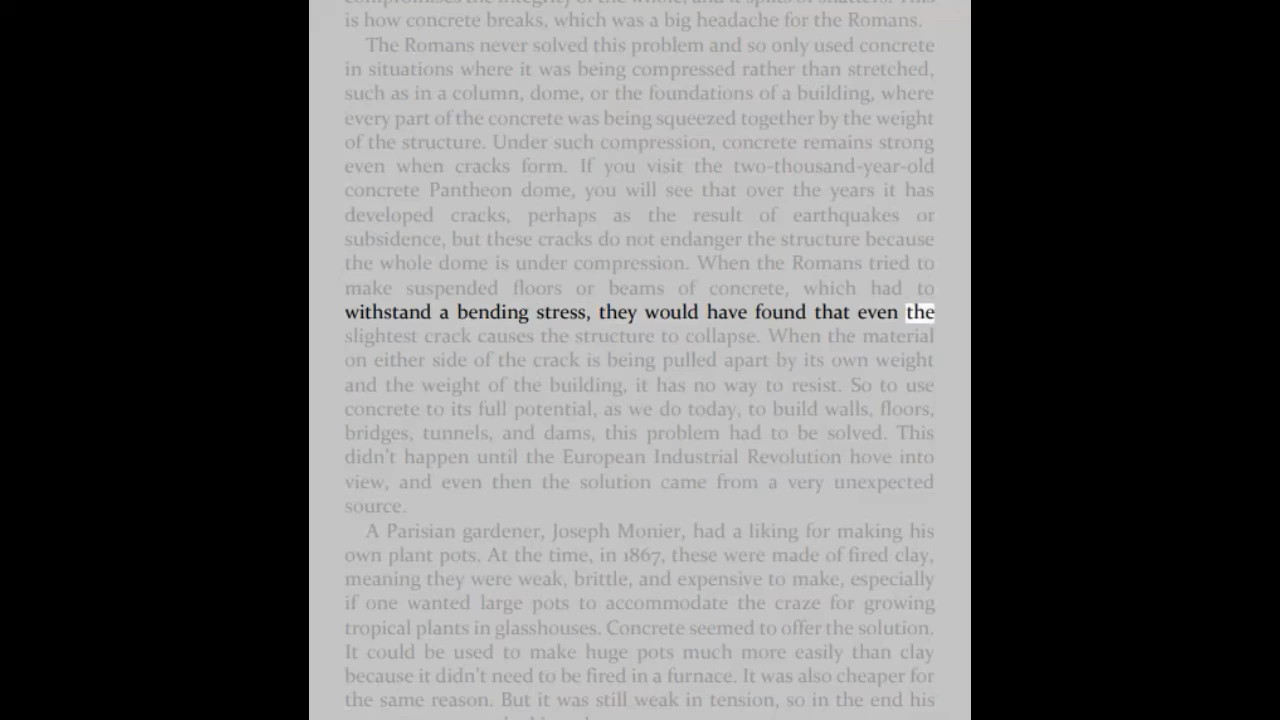 compromises the integrity of the whole, and it splits or shatters. This
is how concrete breaks, which was a big headache for the Romans.
The Romans never solved this problem and so only used concrete
in situations where it was being compressed rather than stretched,
such as in a column, dome, or the foundations of a building, where
every part of the concrete was being squeezed together by the weight
of the structure. Under such compression, concrete remains strong
even when cracks form. If you visit the two-thousand-year-old
concrete Pantheon dome, you will see that over the years it has
developed cracks, perhaps as the result of earthquakes or
subsidence, but these cracks do not endanger the structure because
the whole dome is under compression. When the Romans tried to
make suspended floors or beams of concrete, which had to
withstand a bending stress, they would have found that even the
slightest crack causes the structure to collapse. When the material
on either side of the crack is being pulled apart by its own weight
and the weight of the building, it has no way to resist. So to use
concrete to its full potential, as we do today, to build walls, floors,
bridges, tunnels, and dams, this problem had to be solved. This
didn't happen until the European Industrial Revolution hove into
view, and even then the solution came from a very unexpected
source.
A Parisian gardener, Joseph Monier, had a liking for making his
own plant pots. At the time, in 1867, these were made of fired clay,
meaning they were weak, brittle, and expensive to make, especially
if one wanted large pots to accommodate the craze for growing
tropical plants in glasshouses. Concrete seemed to offer the solution.
It could be used to make huge pots much more easily than clay
because it didn't need to be fired in a furnace. It was also cheaper for
the same reason. But it was still weak in tension, so in the end his